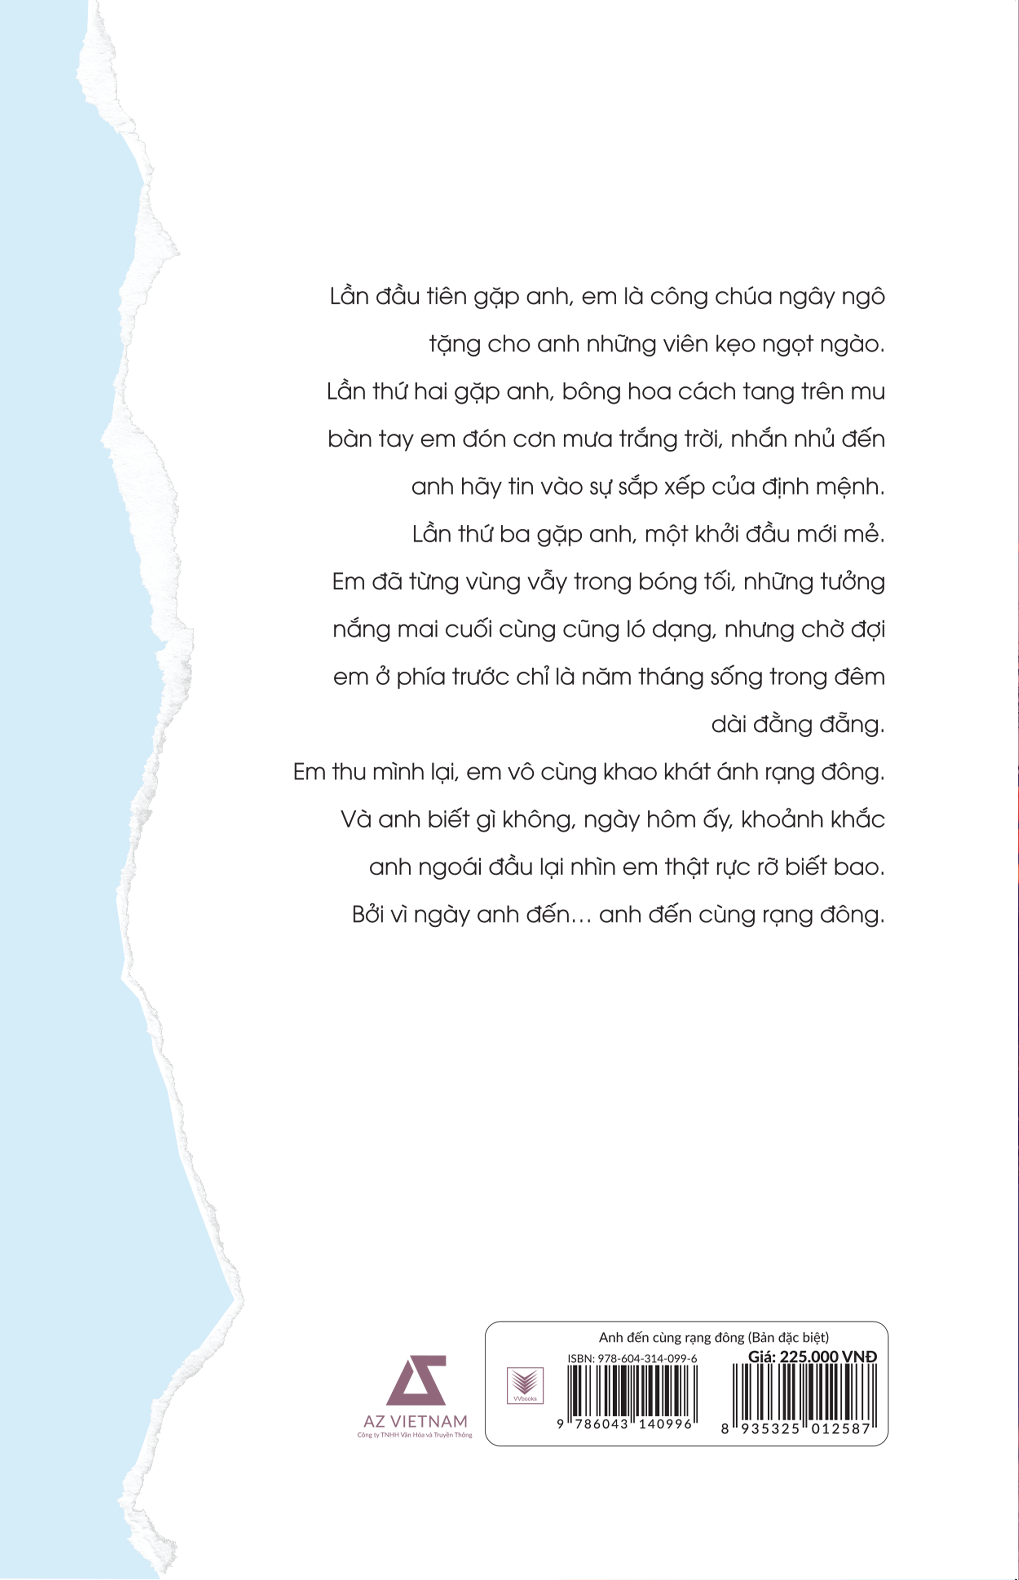 Lần đầu tiên gặp anh, em là công chúa ngây ngô
tặng cho anh những viên kẹo ngọt ngào.
Lần thứ hai gặp anh, bông hoa cách tang trên mu
bàn tay em đón cơn mưa trắng trời, nhắn nhủ đến
anh hãy tin vào sự sắp xếp của định mệnh.
Lần thứ ba gặp anh, một khởi đầu mới mẻ.
Em đã từng vùng vẫy trong bóng tối, những tưởng
nắng mai cuối cùng cũng ló dạng, nhưng chờ đợi
em ở phía trước chỉ là năm tháng sống trong đêm
dài đằng đẵng.
Em thu mình lại, em vô cùng khao khát ánh rạng đông.
Và anh biết gì không, ngày hôm ấy, khoảnh khắc
anh ngoái đầu lại nhìn em thật rực rỡ biết bao.
Bởi vì ngày anh đến... anh đến cùng rạng đông.
AZ VIETNAM
Công ty TNHH Văn Hóa và Truyền Thông
Anh đến cùng rạng đông (Bản đặc biệt)
ISBN: 978-604-314-099-6
Giá: 225.000 VNĐ
VVbooks
9 786043 140996
8 935325 012587